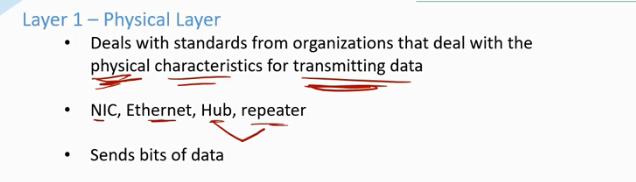 Layer 1 – Physical Layer
• Deals with standards from organizations that deal with the
physical characteristics for transmitting data
• NIC, Ethernet, Hub, repeater
• Sends bits of data